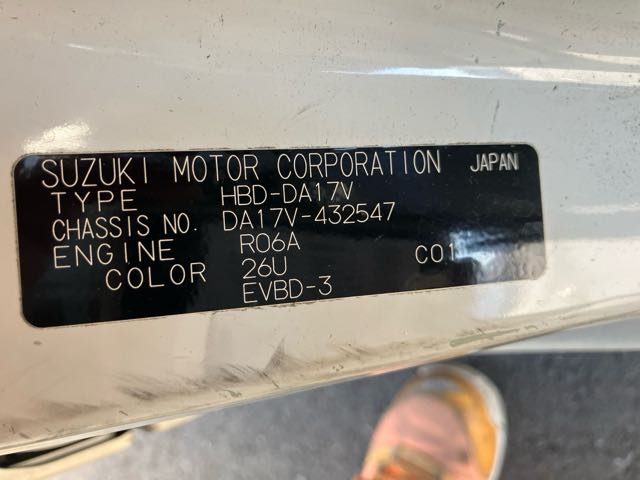 SUZUKI MOTOR CORPORATION JAPAN
TYPE HBD-DA17V
CHASSIS NO. DA17V-432547
ENGINE R06A
COLOR 26U C01
EVBD-3